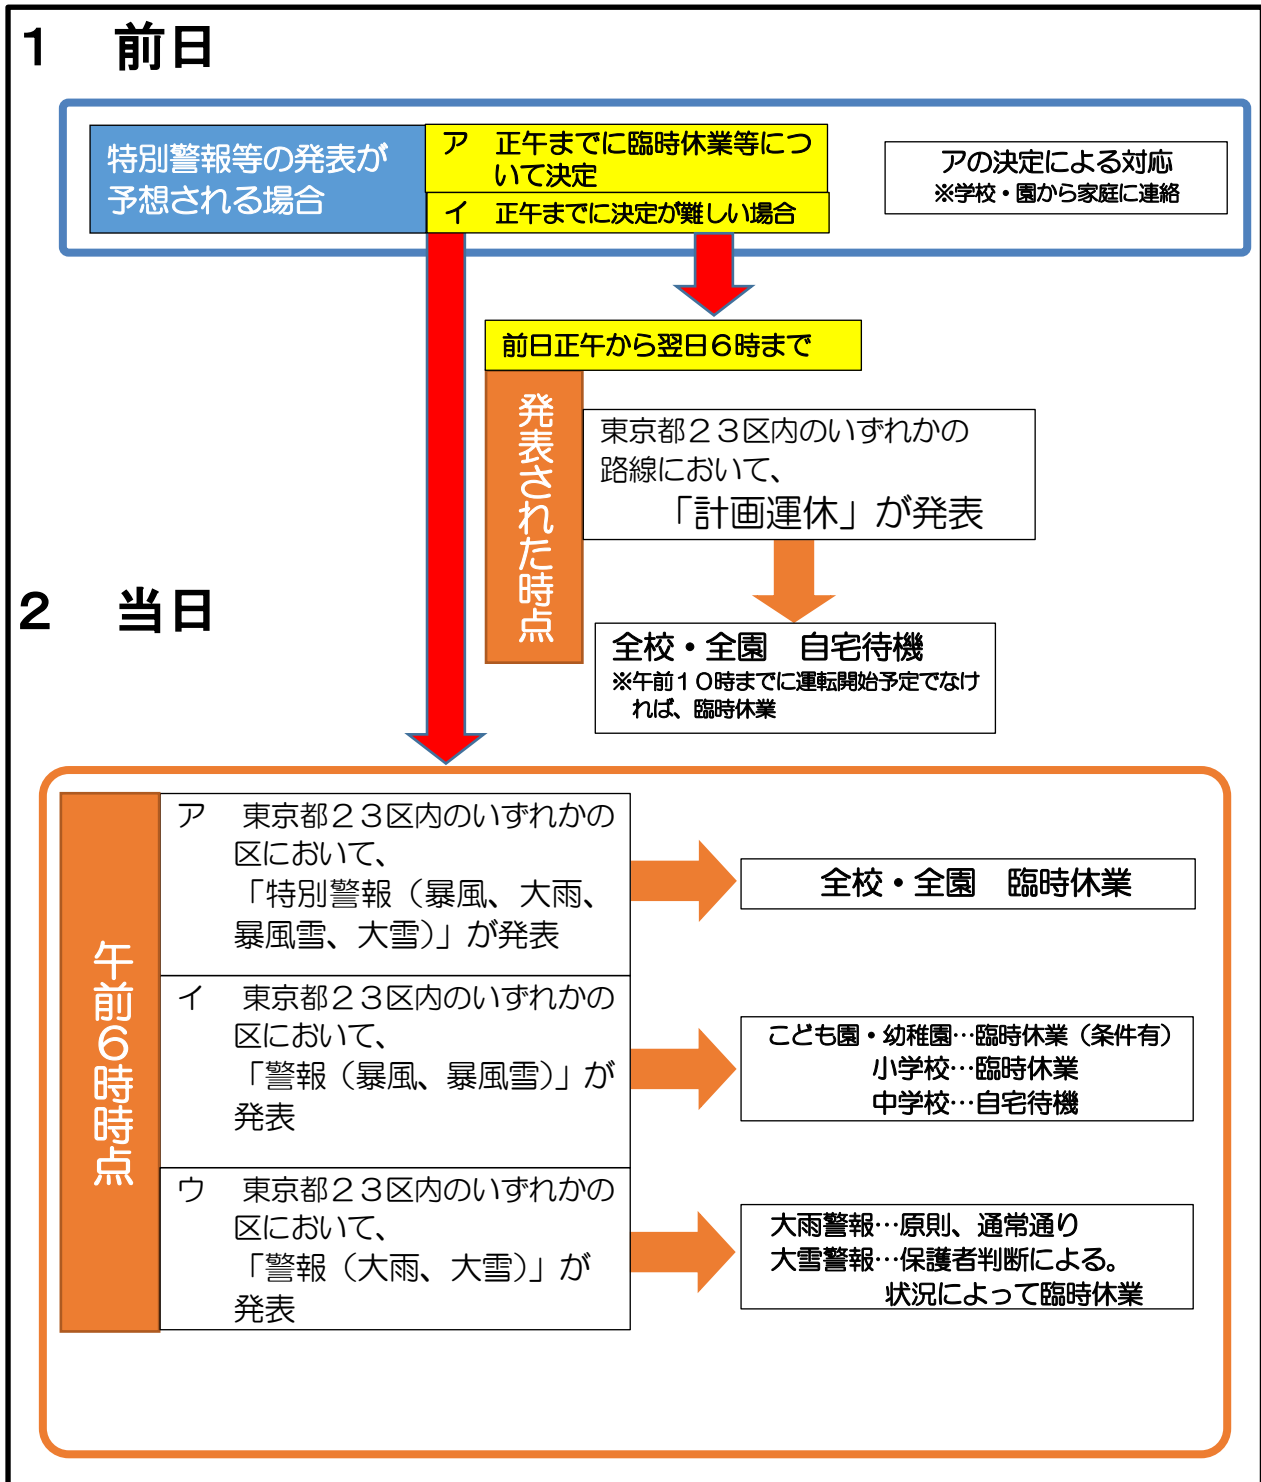 １　前日
特別警報等の発表が
予想される場合
ア　正午までに臨時休業等につ
いて決定
イ　正午までに決定が難しい場合
アの決定による対応
※学校・園から家庭に連絡
前日正午から翌日６時まで
発表された時点
東京都２３区内のいずれかの
路線において、
「計画運休」が発表
全校・全園　自宅待機
※午前１０時までに運転開始予定でなけ
れば、臨時休業
２　当日
午前６時時点
ア　東京都２３区内のいずれかの
区において、
「特別警報（暴風、大雨、
暴風雪、大雪）」が発表
全校・全園　臨時休業
イ　東京都２３区内のいずれかの
区において、
「警報（暴風、暴風雪）」が
発表
こども園・幼稚園…臨時休業（条件有）
小学校…臨時休業
中学校…自宅待機
ウ　東京都２３区内のいずれかの
区において、
「警報（大雨、大雪）」が
発表
大雨警報…原則、通常通り
大雪警報…保護者判断による。
状況によって臨時休業